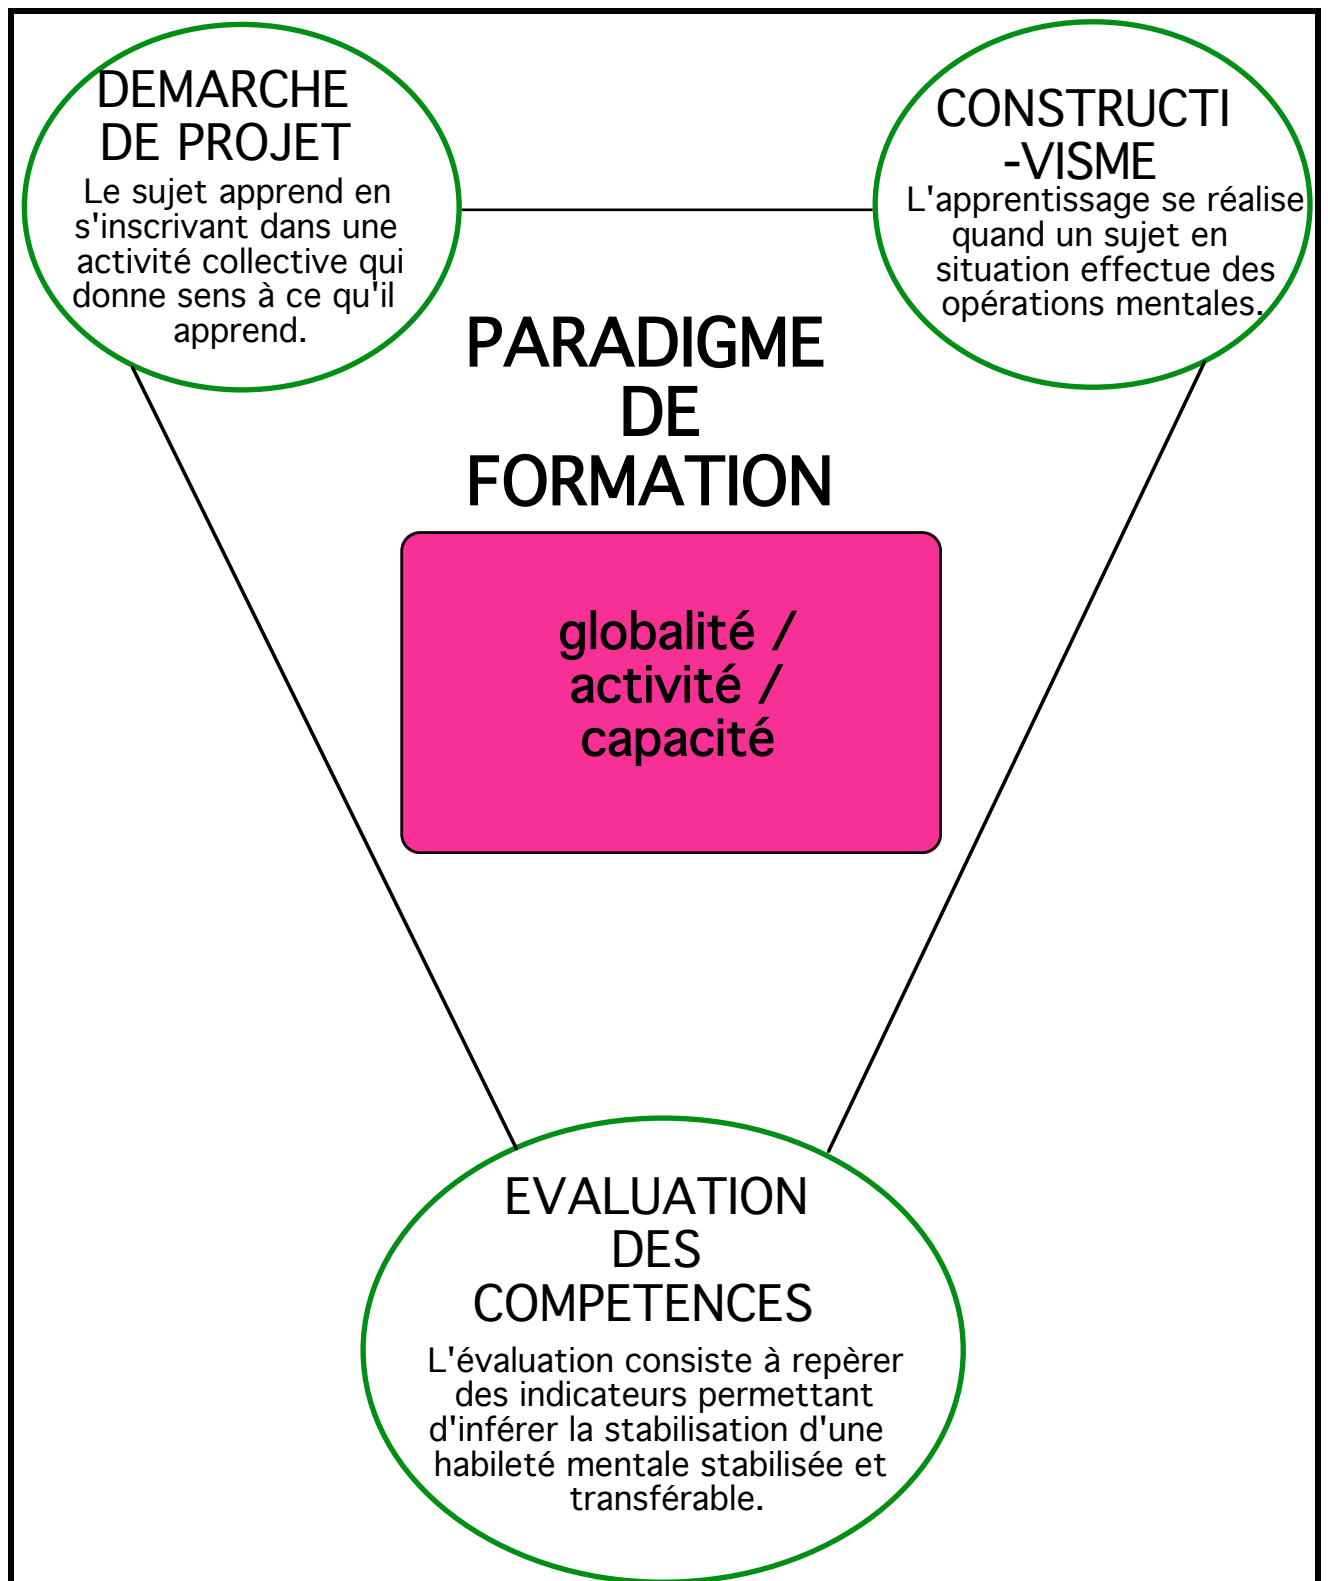 DEMARCHE
DE PROJET
Le sujet apprend en
s'inscrivant dans une
activité collective qui
donne sens à ce qu'il
apprend.
CONSTRUCTI
-VISME
L'apprentissage se réalise
quand un sujet en
situation effectue des
opérations mentales.
PARADIGME
DE
FORMATION
globalité /
activité /
capacité
EVALUATION
DES
COMPETENCES
L'évaluation consiste à repèrer
des indicateurs permettant
d'inférer la stabilisation d'une
habileté mentale stabilisée et
transférable.